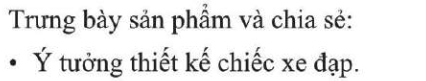 Trưng bày sản phẩm và chia sẻ:
• Ý tưởng thiết kế chiếc xe đạp.